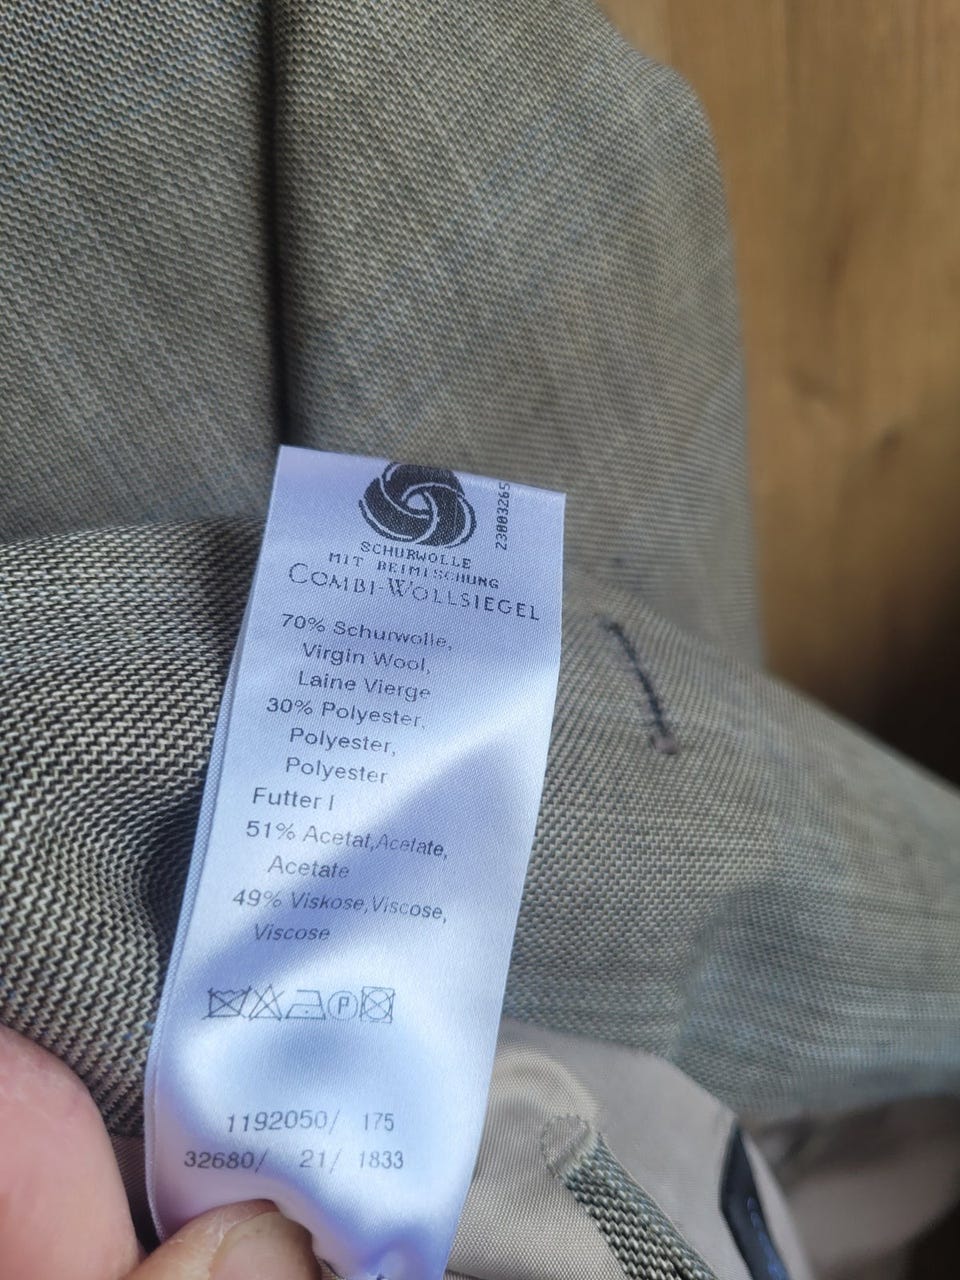 23003265
SCHURWOLLE
MIT BEIMISCHUNG
COMBI-WOLLSIEGEL
70% Schurwolle,
Virgin Wool,
Laine Vierge
30% Polyester,
Polyester,
Polyester
Futter I
51% Acetat,Acetate,
Acetate
49% Viskose,Viscose,
Viscose
P
1192050/ 175
32680/ 21/ 1833